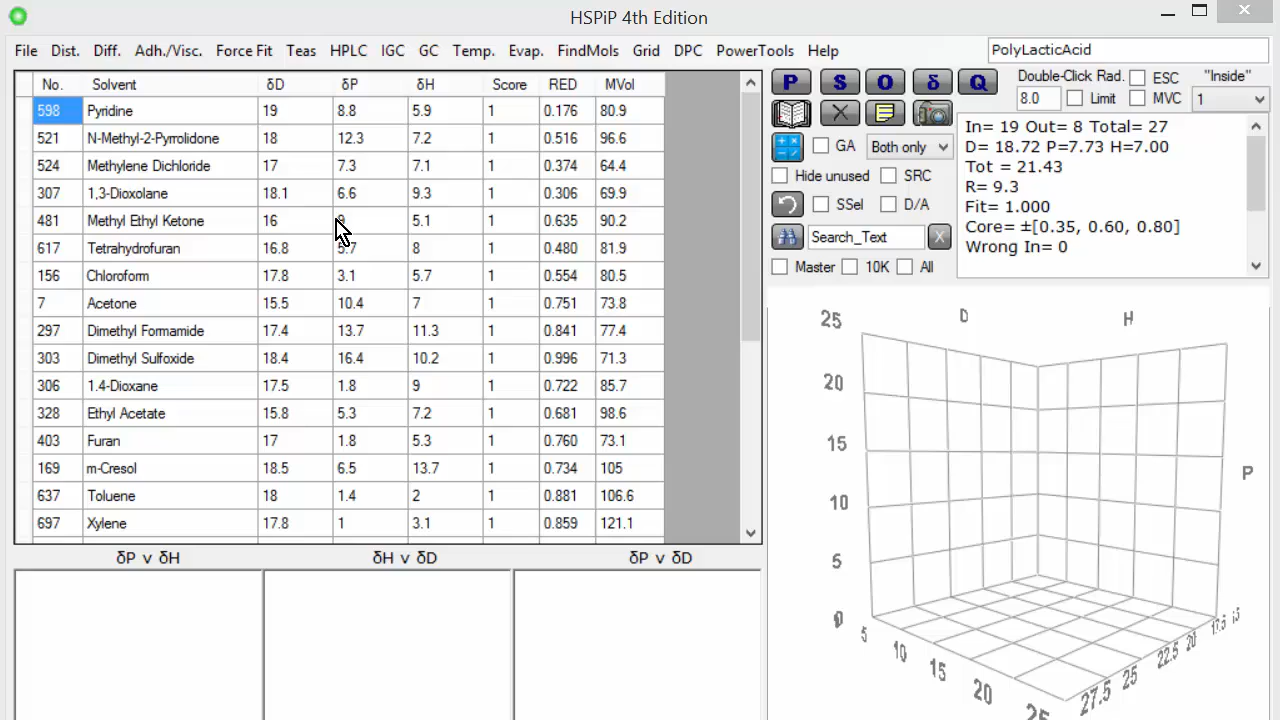 HSPiP 4th Edition
File Dist. Diff. Adh./Visc. Force Fit Teas HPLC IGC GC Temp. Evap. FindMols Grid DPC PowerTools Help PolyLacticAcid
No. Solvent δD δP δH Score RED MVol
598 Pyridine 19 8.8 5.9 1 0.176 80.9
521 N-Methyl-2-Pyrrolidone 18 12.3 7.2 1 0.516 96.6
524 Methylene Dichloride 17 7.3 7.1 1 0.374 64.4
307 1,3-Dioxolane 18.1 6.6 9.3 1 0.306 69.9
481 Methyl Ethyl Ketone 16 5.1 1 0.635 90.2
617 Tetrahydrofuran 16.8 5.7 8 1 0.480 81.9
156 Chloroform 17.8 3.1 5.7 1 0.554 80.5
7 Acetone 15.5 10.4 7 1 0.751 73.8
297 Dimethyl Formamide 17.4 13.7 11.3 1 0.841 77.4
303 Dimethyl Sulfoxide 18.4 16.4 10.2 1 0.996 71.3
306 1.4-Dioxane 17.5 1.8 9 1 0.722 85.7
328 Ethyl Acetate 15.8 5.3 7.2 1 0.681 98.6
403 Furan 17 1.8 5.3 1 0.760 73.1
169 m-Cresol 18.5 6.5 13.7 1 0.734 105
637 Toluene 18 1.4 2 1 0.881 106.6
697 Xylene 17.8 1 3.1 1 0.859 121.1
δP v δH δH v δD δP v δD
P S O δ Q
Double-Click Rad. ESC "Inside"
8.0 Limit MVC 1
GA Both only
Hide unused SRC
SSel D/A
Search_Text X
Master 10K All
In= 19 Out= 8 Total= 27
D= 18.72 P=7.73 H=7.00
Tot = 21.43
R= 9.3
Fit= 1.000
Core= ±[0.35, 0.60, 0.80]
Wrong In= 0
D H
25
20
15
10
5
P
5 10 15 20 25
27.5 25 22.5 20 17.5 15